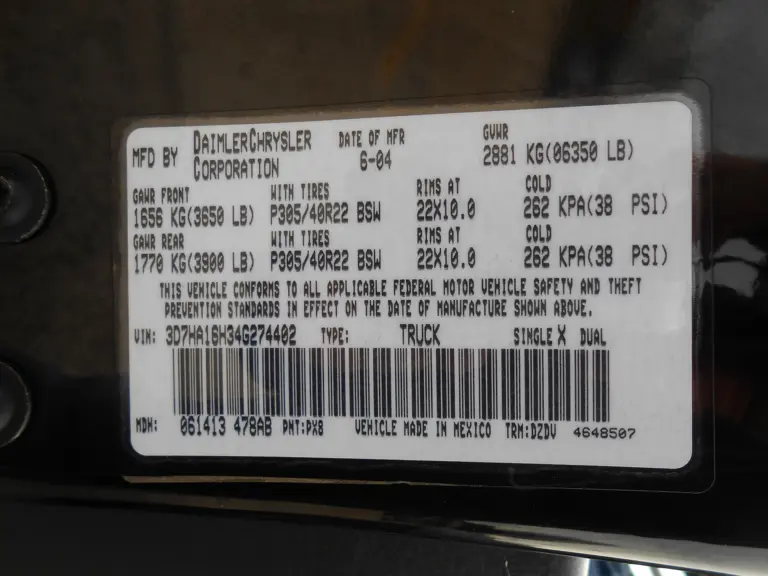 MFD BY DAIMLERCHRYSLER CORPORATION DATE OF MFR 6-04 GVWR 2881 KG(06350 LB)
GAWR FRONT WITH TIRES RIMS AT COLD
1656 KG(3650 LB) P305/40R22 BSW 22X10.0 262 KPA(38 PSI)
GAWR REAR WITH TIRES RIMS AT COLD
1770 KG(3900 LB) P305/40R22 BSW 22X10.0 262 KPA(38 PSI)
THIS VEHICLE CONFORMS TO ALL APPLICABLE FEDERAL MOTOR VEHICLE SAFETY AND THEFT
PREVENTION STANDARDS IN EFFECT ON THE DATE OF MANUFACTURE SHOWN ABOVE.
VIN: 3D7HA16H34G274402 TYPE: TRUCK SINGLE X DUAL
MDH: 061413 478AB PNT:PX8 VEHICLE MADE IN MEXICO TRM:DZDV 4648507